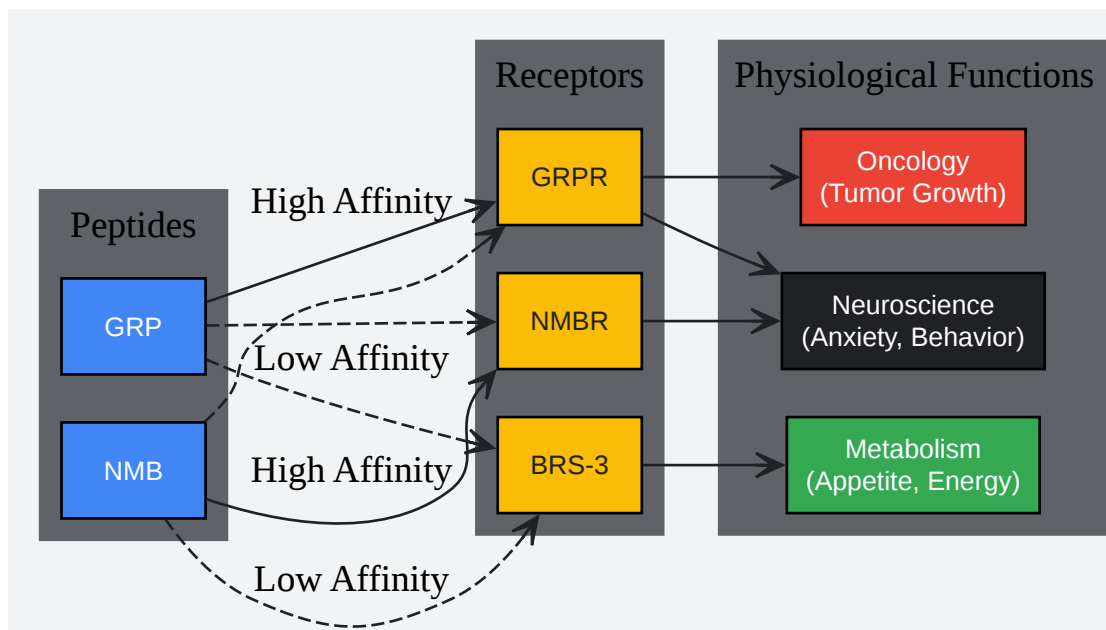 Peptides
GRP
NMB
High Affinity
Low Affinity
High Affinity
Low Affinity
Receptors
GRPR
NMBR
BRS-3
Physiological Functions
Oncology
(Tumor Growth)
Neuroscience
(Anxiety, Behavior)
Metabolism
(Appetite, Energy)